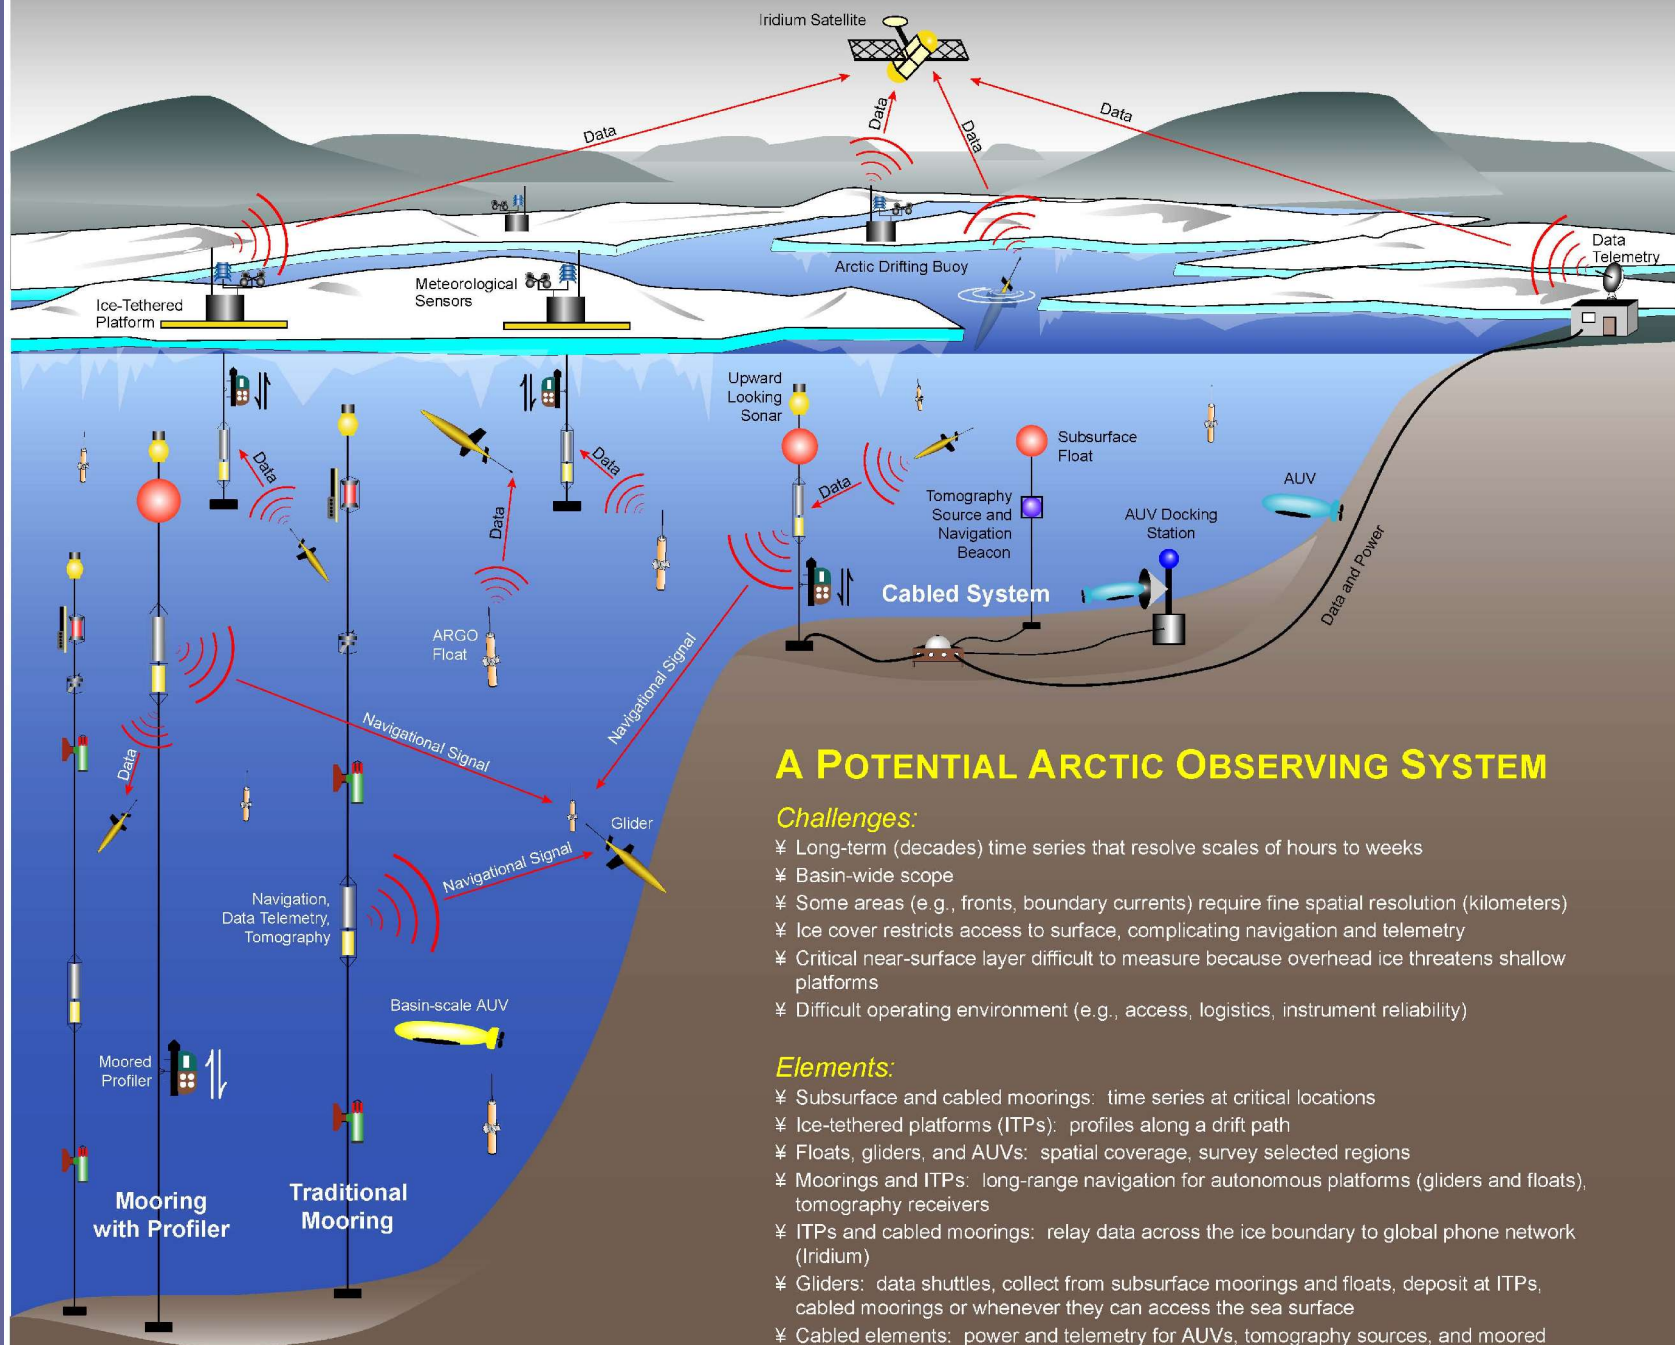 Iridium Satellite
Data
Data
Data
Data
Data
Telemetry
Arctic Drifting Buoy
Meteorological
Sensors
Ice-Tethered
Platform
Upward
Looking
Sonar
Subsurface
Float
AUV
Data
Data
Data
Data
Tomography
Source and
Navigation
Beacon
AUV Docking
Station
Data and Power
Cabled System
ARGO
Float
Navigational Signal
Navigational Signal
Data
Glider
Navigational Signal
Navigation,
Data Telemetry,
Tomography
Basin-scale AUV
Moored
Profiler
Mooring
with Profiler
Traditional
Mooring
A POTENTIAL ARCTIC OBSERVING SYSTEM
Challenges:
¥ Long-term (decades) time series that resolve scales of hours to weeks
¥ Basin-wide scope
¥ Some areas (e.g., fronts, boundary currents) require fine spatial resolution (kilometers)
¥ Ice cover restricts access to surface, complicating navigation and telemetry
¥ Critical near-surface layer difficult to measure because overhead ice threatens shallow
platforms
¥ Difficult operating environment (e.g., access, logistics, instrument reliability)
Elements:
¥ Subsurface and cabled moorings: time series at critical locations
¥ Ice-tethered platforms (ITPs): profiles along a drift path
¥ Floats, gliders, and AUVs: spatial coverage, survey selected regions
¥ Moorings and ITPs: long-range navigation for autonomous platforms (gliders and floats),
tomography receivers
¥ ITPs and cabled moorings: relay data across the ice boundary to global phone network
(Iridium)
¥ Gliders: data shuttles, collect from subsurface moorings and floats, deposit at ITPs,
cabled moorings or whenever they can access the sea surface
¥ Cabled elements: power and telemetry for AUVs, tomography sources, and moored